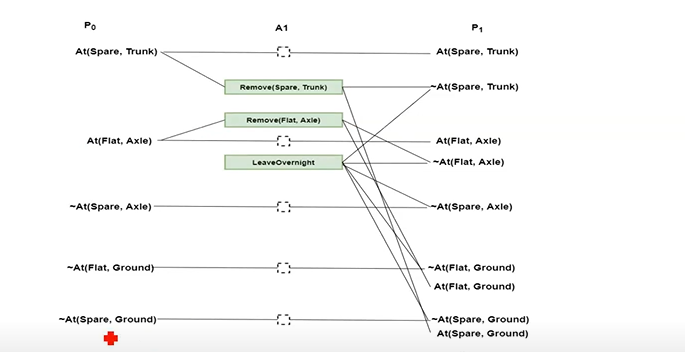 P0 A1 P1
At(Spare, Trunk) At(Spare, Trunk)
Remove(Spare, Trunk) ~At(Spare, Trunk)
Remove(Flat, Axle)
At(Flat, Axle) At(Flat, Axle)
LeaveOvernight ~At(Flat, Axle)
~At(Spare, Axle) ~At(Spare, Axle)
~At(Flat, Ground) ~At(Flat, Ground)
At(Flat, Ground)
~At(Spare, Ground) ~At(Spare, Ground)
At(Spare, Ground)